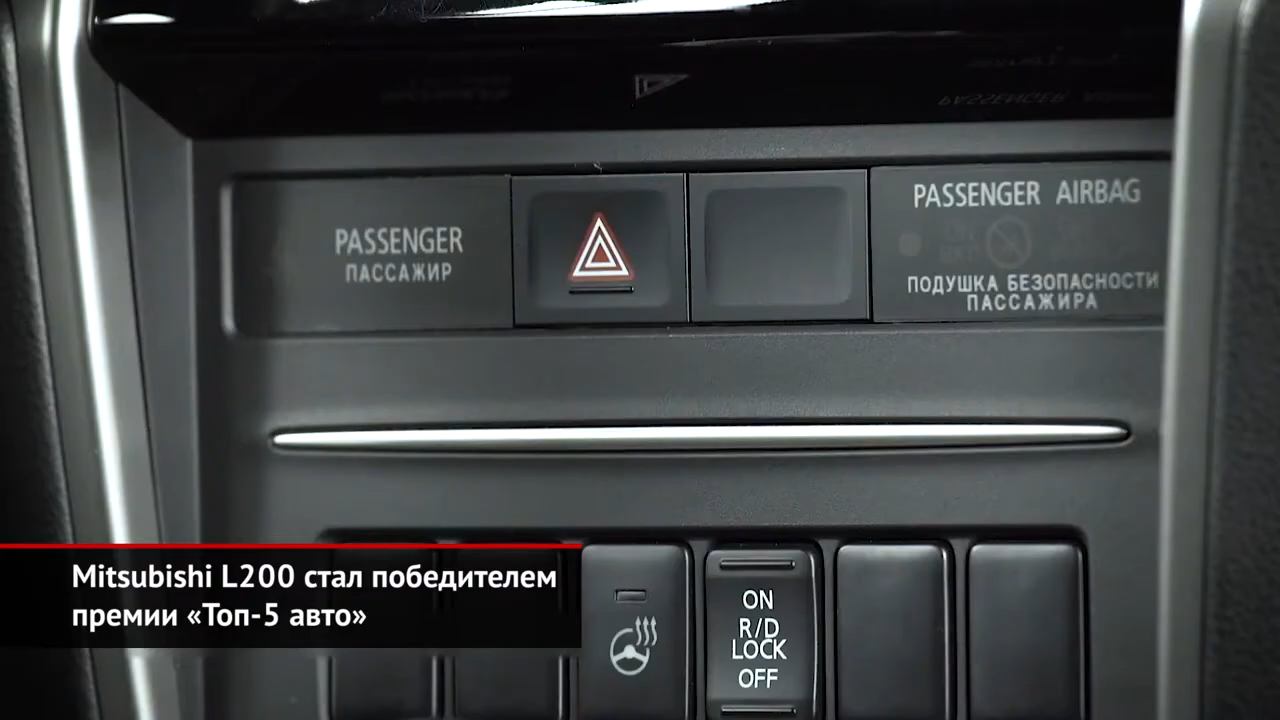 PASSENGER
ПАССАЖИР
PASSENGER AIRBAG
ПОДУШКА БЕЗОПАСНОСТИ
ПАССАЖИРА
ON
R/D
LOCK
OFF
Mitsubishi L200 стал победителем
премии «Топ-5 авто»